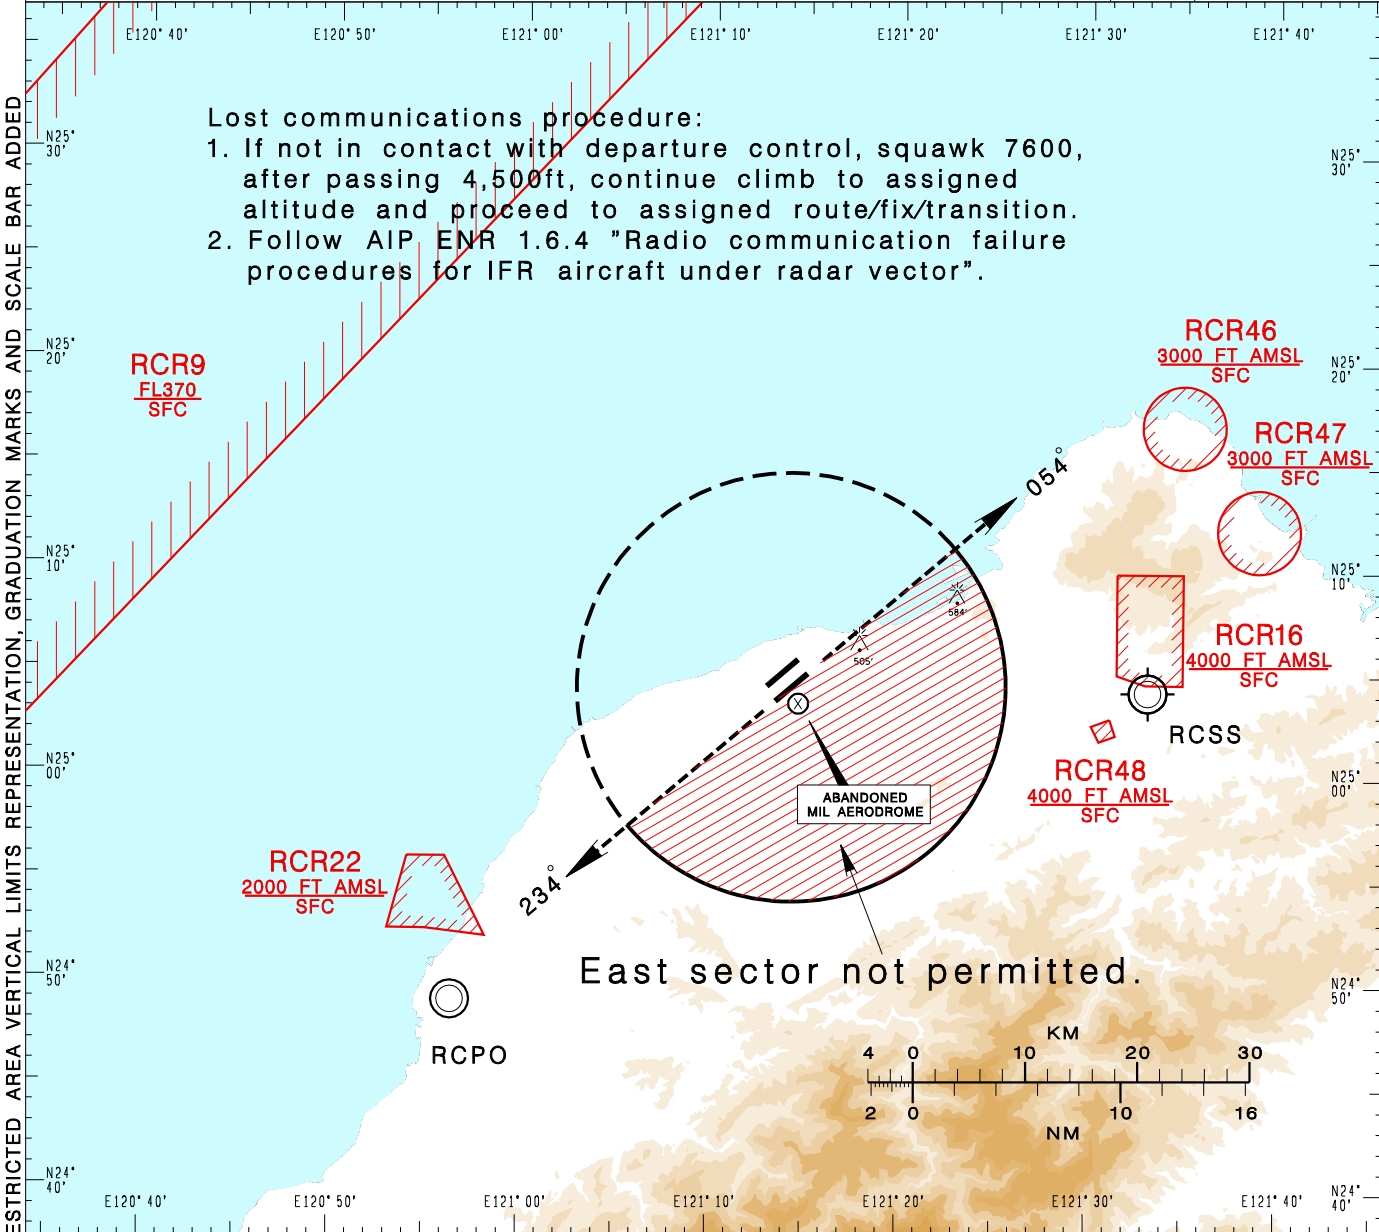 E120° 40'
E120° 50'
E121° 00'
E121° 10'
E121° 20'
E121° 30'
E121° 40'
ESTRICTED AREA VERTICAL LIMITS REPRESENTATION, GRADUATION MARKS AND SCALE BAR ADDED
Lost communications procedure:
1. If not in contact with departure control, squawk 7600,
after passing 4,500ft, continue climb to assigned
altitude and proceed to assigned route/fix/transition.
2. Follow AIP ENR 1.6.4 "Radio communication failure
procedures for IFR aircraft under radar vector".
N25°
30'
N25°
30'
N25°
20'
N25°
20'
RCR9
FL370
SFC
RCR46
3000 FT AMSL
SFC
RCR47
3000 FT AMSL
SFC
054°
N25°
10'
N25°
10'
584'
505'
RCR16
4000 FT AMSL
SFC
RCSS
N25°
00'
N25°
00'
RCR48
4000 FT AMSL
SFC
ABANDONED
MIL AERODROME
RCR22
2000 FT AMSL
SFC
234°
East sector not permitted.
N24°
50'
N24°
50'
RCPO
KM
4 0 10 20 30
2 0 10 16
NM
N24°
40'
N24°
40'
E120° 40'
E120° 50'
E121° 00'
E121° 10'
E121° 20'
E121° 30'
E121° 40'